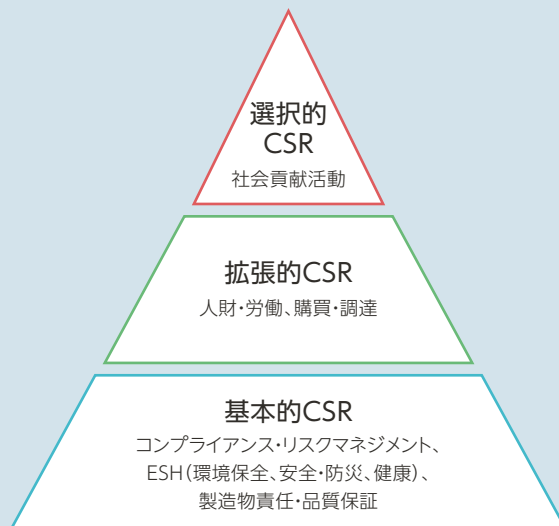 選択的
CSR
社会貢献活動
拡張的CSR
人財・労働、購買・調達
基本的CSR
コンプライアンス・リスクマネジメント、
ESH（環境保全、安全・防災、健康）、
製造物責任・品質保証